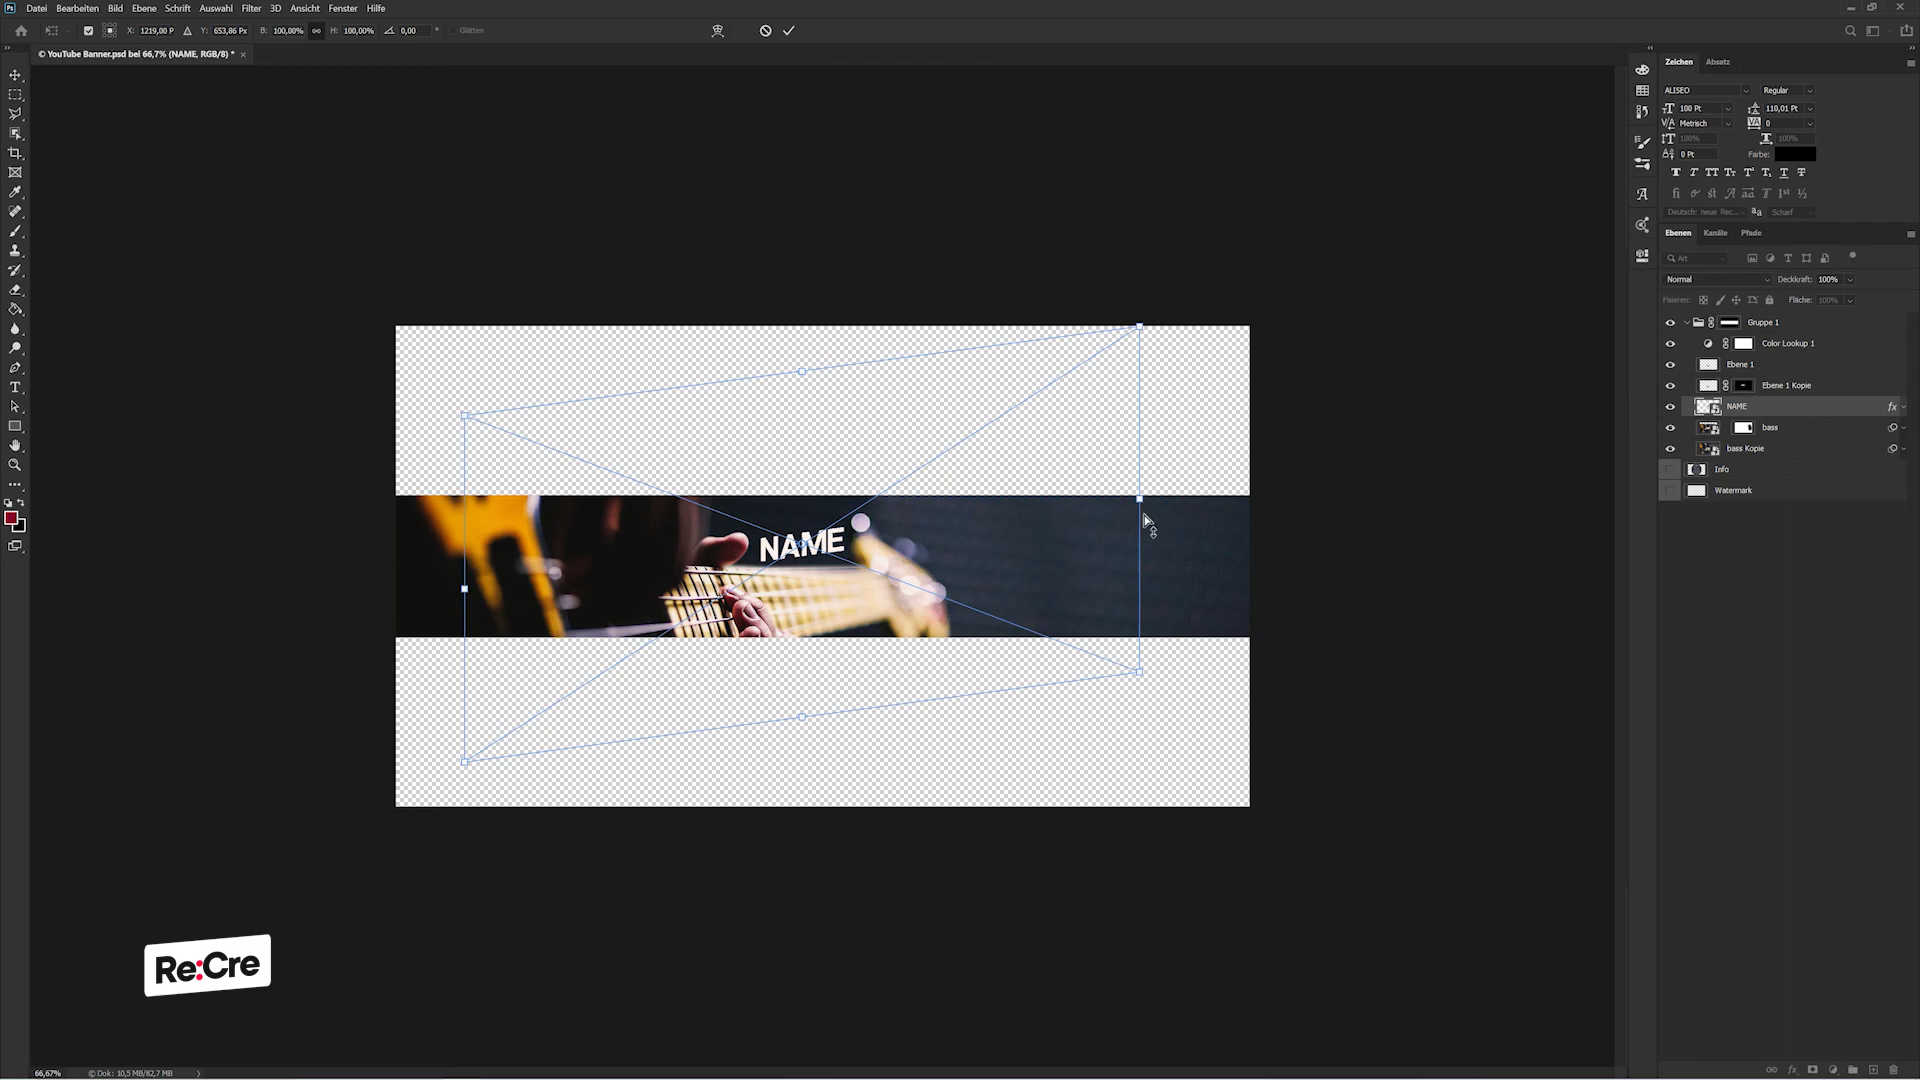 Ps Datei Bearbeiten Bild Ebene Schrift Auswahl Filter 3D Ansicht Fenster Hilfe
X: 1219,00 P Y: 653,86 Px B: 100,00% H: 100,00% 0,00 ° Glätten
© YouTube Banner.psd bei 66,7% (NAME, RGB/8) * ×
Zeichen Absatz
ALISEO Regular
100 Pt 110,01 Pt
Metrisch 0
100% 100%
0 Pt Farbe:
Deutsch: neue Rec... Scharf
Ebenen Kanäle Pfade
Art
Normal Deckkraft: 100%
Fixieren: Fläche: 100%
Gruppe 1
Color Lookup 1
Ebene 1
Ebene 1 Kopie
NAME fx
bass
bass Kopie
Info
Watermark
NAME
Re:Cre
66,67% © Dok: 10,5 MB/82,7 MB